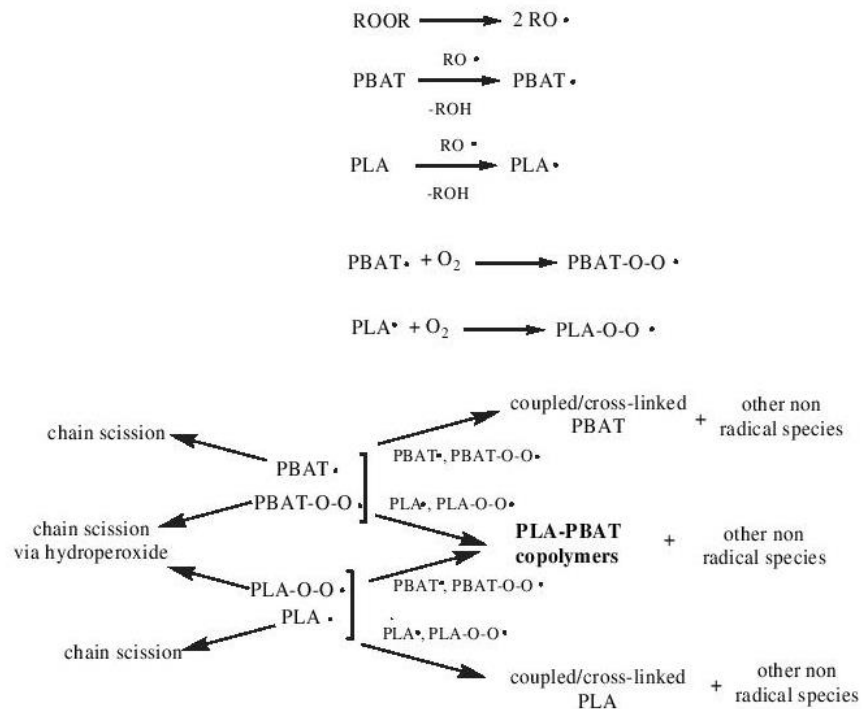 ROOR → 2 RO •
RO •
PBAT → PBAT •
-ROH
RO •
PLA → PLA •
-ROH
PBAT• + O₂ → PBAT-O-O •
PLA• + O₂ → PLA-O-O •
coupled/cross-linked
PBAT
+
other non
radical species
chain scission
PBAT •
PBAT•, PBAT-O-O•
PBAT-O-O •
PLA•, PLA-O-O•
chain scission
via hydroperoxide
PLA-PBAT
copolymers
+
other non
radical species
PLA-O-O •
PBAT•, PBAT-O-O •
PLA •
PLA•, PLA-O-O•
chain scission
coupled/cross-linked
PLA
+
other non
radical species